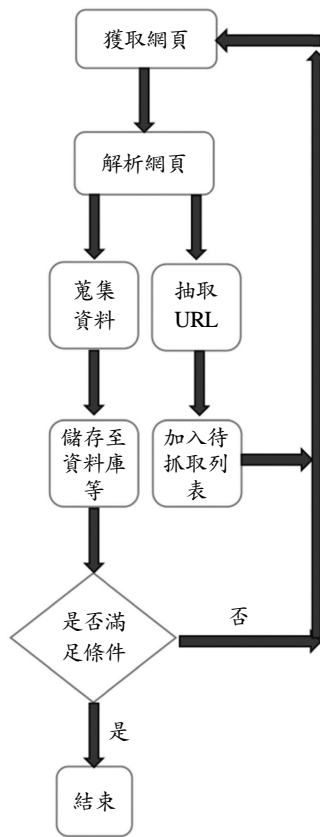 獲取網頁
解析網頁
蒐集
資料
抽取
URL
儲存至
資料庫
等
加入待
抓取列
表
是否滿
足條件
否
是
結束